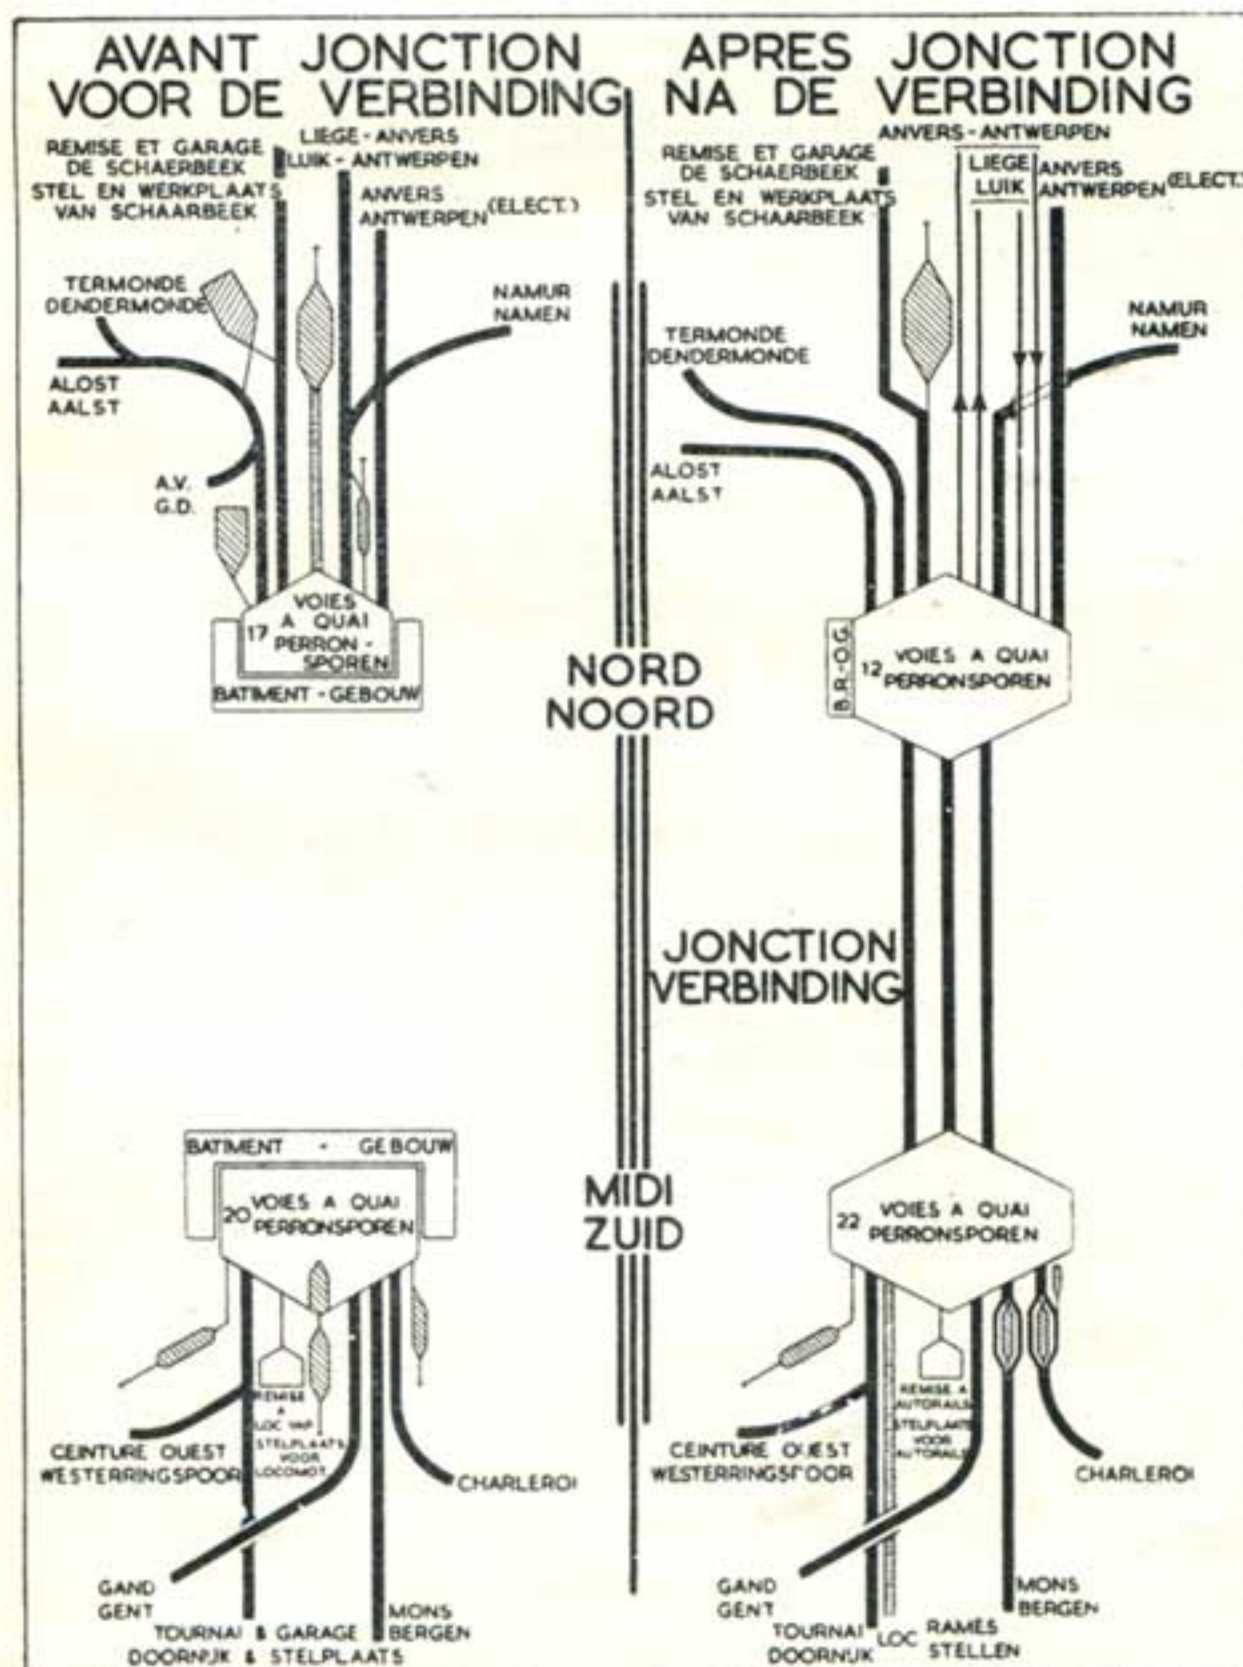 AVANT JONCTION
VOOR DE VERBINDING
REMISE ET GARAGE
DE SCHAERBEEK
STEL EN WERKPLAATS
VAN SCHAARBEEK
LIEGE-ANVERS
LUIK-ANTWERPEN
ANVERS
ANTWERPEN (ELECT.)
TERMONDE
DENDERMONDE
NAMUR
NAMEN
ALOST
AALST
A.V.
G.D.
17 VOIES
A QUAI
PERRON-
SPOREN
BATIMENT - GEBOUW
APRES JONCTION
NA DE VERBINDING
ANVERS-ANTWERPEN
REMISE ET GARAGE
DE SCHAERBEEK
STEL EN WERKPLAATS
VAN SCHAARBEEK
LIEGE
LUIK
ANVERS
ANTWERPEN (ELECT.)
TERMONDE
DENDERMONDE
NAMUR
NAMEN
ALOST
AALST
B.R.-O.G.
12 VOIES A QUAI
PERRONSPOREN
NORD
NOORD
JONCTION
VERBINDING
MIDI
ZUID
BATIMENT - GEBOUW
20 VOIES A QUAI
PERRONSPOREN
REMISE
A
LOC VAP
STELPLAATS
VOOR
LOCOMOT.
CEINTURE OUEST
WESTERRINGSPOOR
CHARLEROI
GAND
GENT
TOURNAI & GARAGE
DOORNIJK & STELPLAATS
MONS
BERGEN
22 VOIES A QUAI
PERRONSPOREN
REMISE A
AUTORAILS
STELPLAATS
VOOR
AUTORAILS
CEINTURE OUEST
WESTERRINGSPOOR
CHARLEROI
GAND
GENT
TOURNAI
DOORNIJK
LOC
RAMES
STELLEN
MONS
BERGEN